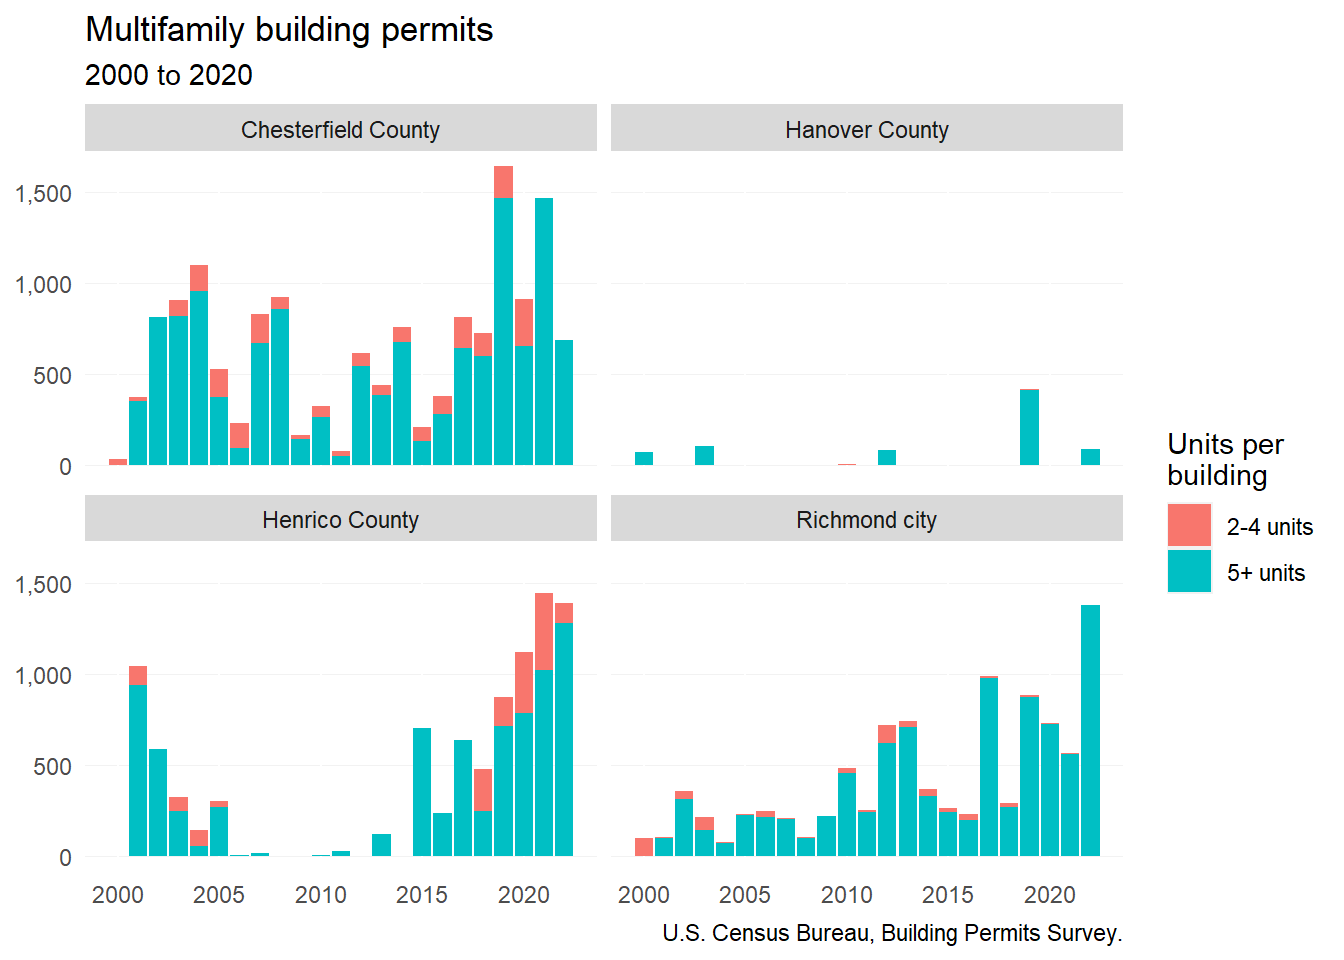 Multifamily building permits
2000 to 2020
Chesterfield County
Hanover County
1,500
1,000
500
0
Henrico County
Richmond city
1,500
1,000
500
0
2000
2005
2010
2015
2020
2000
2005
2010
2015
2020
Units per
building
2-4 units
5+ units
U.S. Census Bureau, Building Permits Survey.